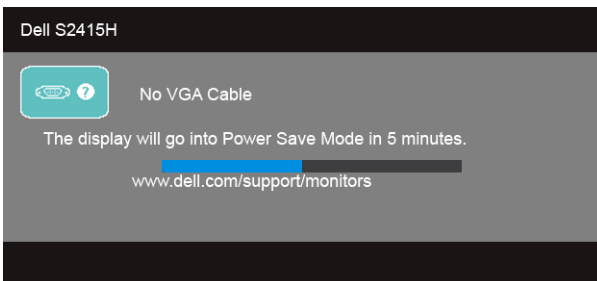 Dell S2415H
?
No VGA Cable
The display will go into Power Save Mode in 5 minutes.
www.dell.com/support/monitors